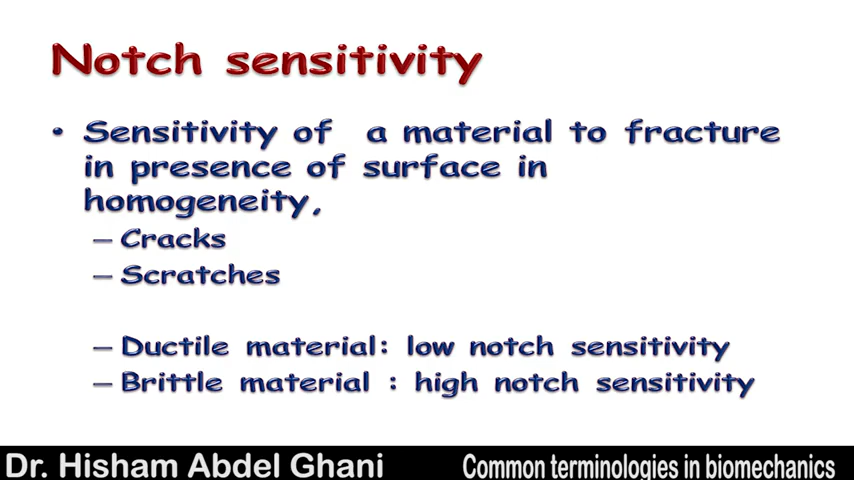 Notch sensitivity
• Sensitivity of a material to fracture
in presence of surface in
homogeneity,
– Cracks
– Scratches
– Ductile material: low notch sensitivity
– Brittle material : high notch sensitivity
Dr. Hisham Abdel Ghani
Common terminologies in biomechanics